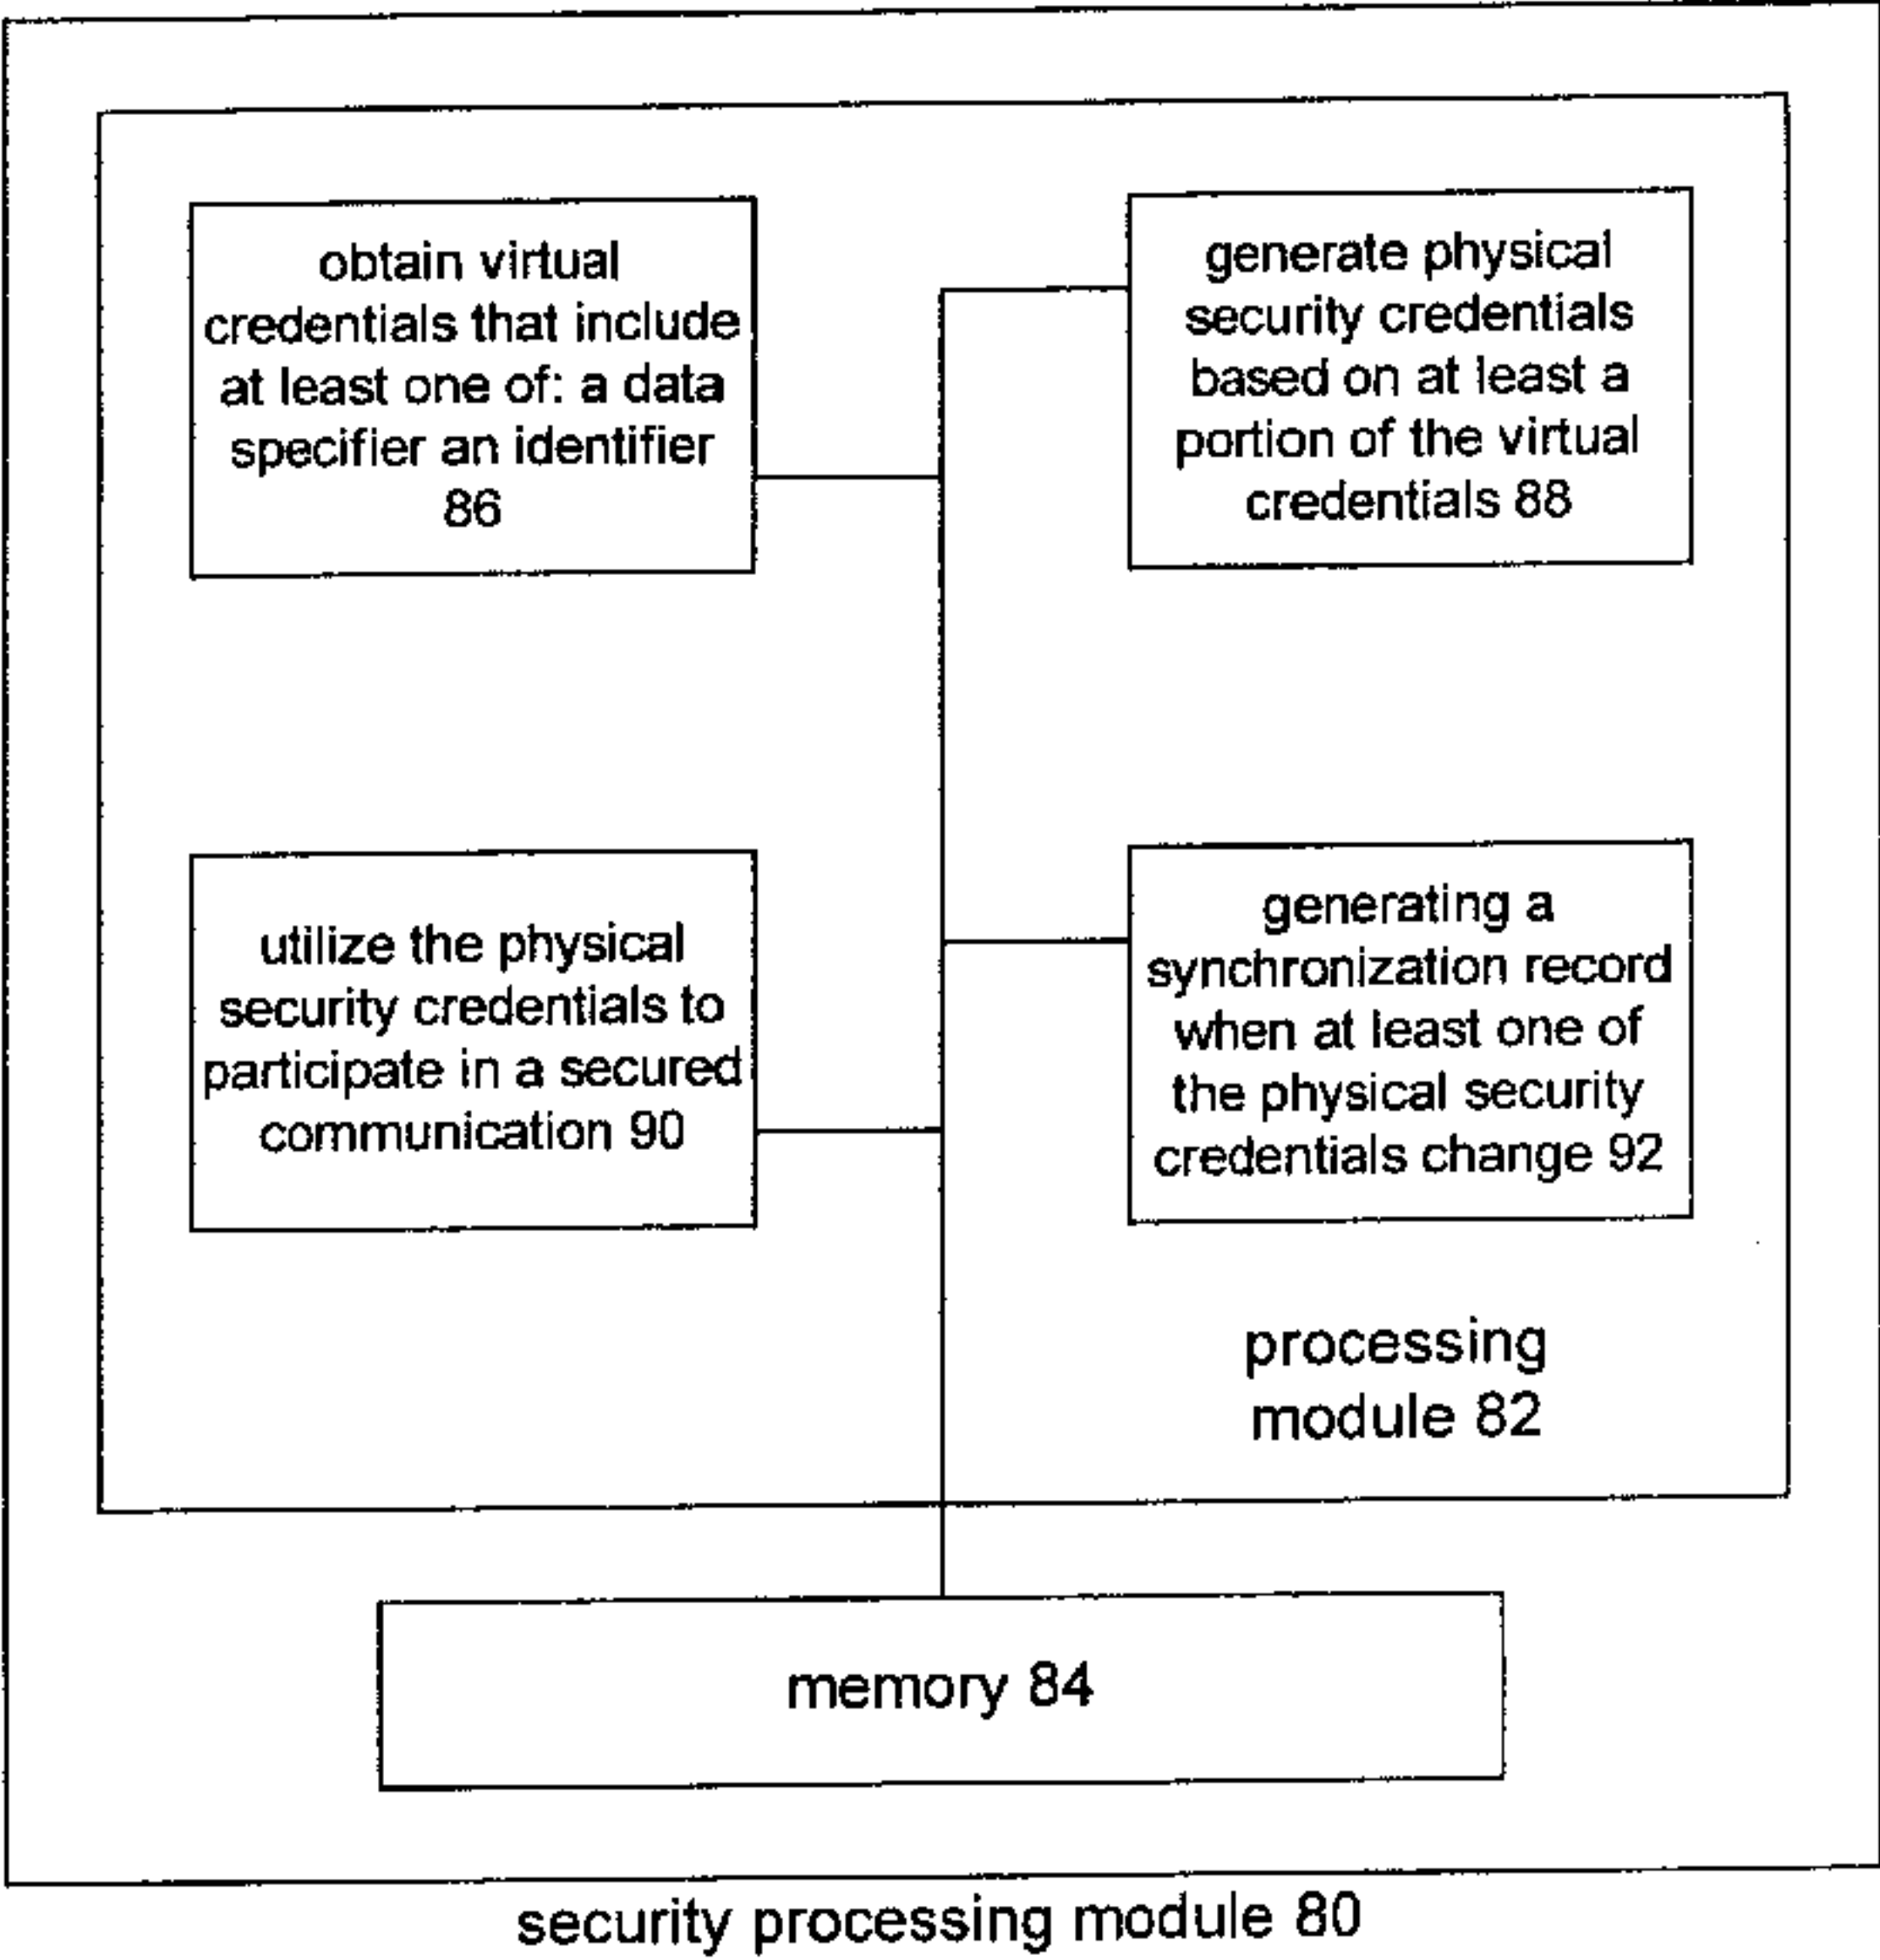 obtain virtual
credentials that include
at least one of: a data
specifier an identifier
86
generate physical
security credentials
based on at least a
portion of the virtual
credentials 88
utilize the physical
security credentials to
participate in a secured
communication 90
generating a
synchronization record
when at least one of
the physical security
credentials change 92
processing
module 82
memory 84
security processing module 80